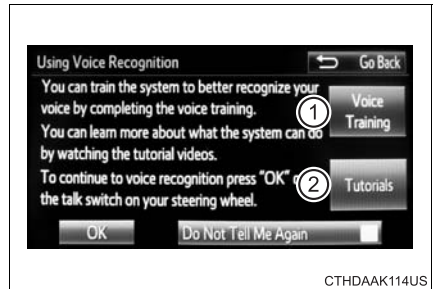 Using Voice Recognition
Go Back
You can train the system to better recognize your
voice by completing the voice training.
You can learn more about what the system can do
by watching the tutorial videos.
To continue to voice recognition press "OK"
the talk switch on your steering wheel.
1
Voice
Training
2
Tutorials
OK
Do Not Tell Me Again
CTHDAAK114US